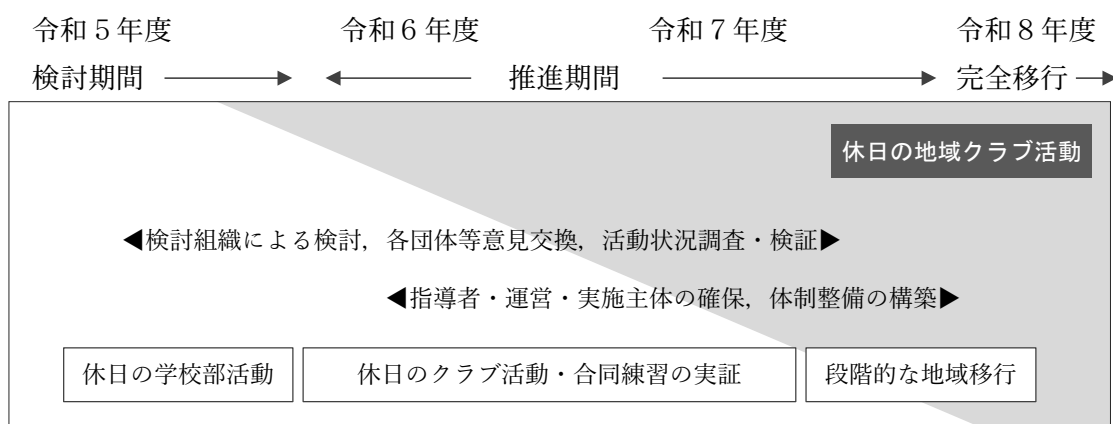 令和５年度 令和６年度 令和７年度 令和８年度
検討期間 推進期間 完全移行
休日の地域クラブ活動
◀検討組織による検討，各団体等意見交換，活動状況調査・検証▶
◀指導者・運営・実施主体の確保，体制整備の構築▶
休日の学校部活動 休日のクラブ活動・合同練習の実証 段階的な地域移行